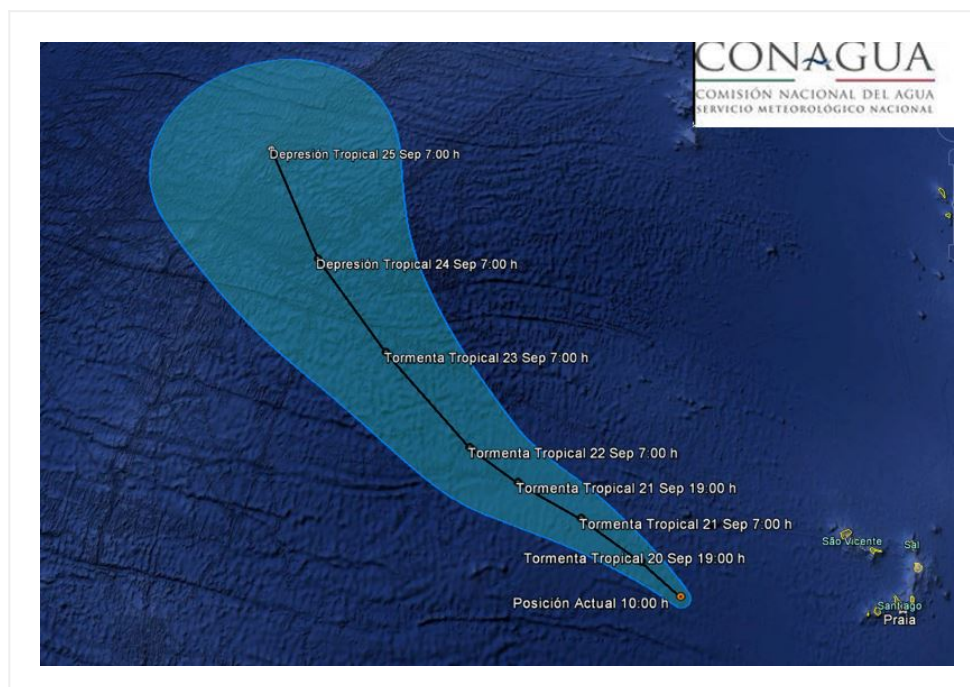 CONAGUA
COMISIÓN NACIONAL DEL AGUA
SERVICIO METEOROLÓGICO NACIONAL
Depresión Tropical 25 Sep 7:00 h
Depresión Tropical 24 Sep 7:00 h
Tormenta Tropical 23 Sep 7:00 h
Tormenta Tropical 22 Sep 7:00 h
Tormenta Tropical 21 Sep 19:00 h
Tormenta Tropical 21 Sep 7:00 h
São Vicente
Sal
Tormenta Tropical 20 Sep 19:00 h
Posición Actual 10:00 h
Santiago
Praia